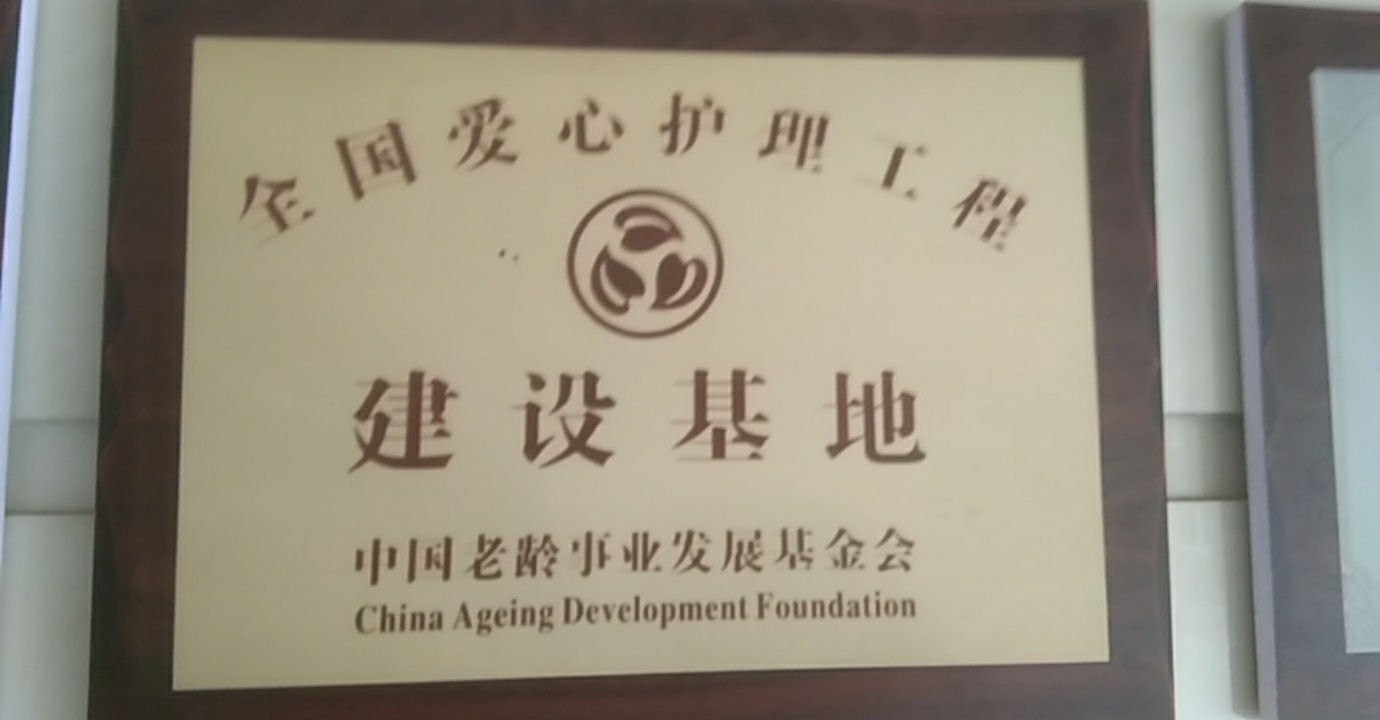 全国爱心护理工程
建设基地
中国老龄事业发展基金会
China Ageing Development Foundation